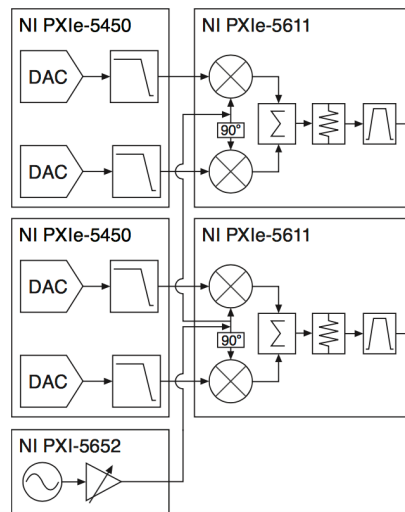 NI PXIe-5450
NI PXIe-5611
DAC
90°
Σ
DAC
NI PXIe-5450
NI PXIe-5611
DAC
90°
Σ
DAC
NI PXI-5652